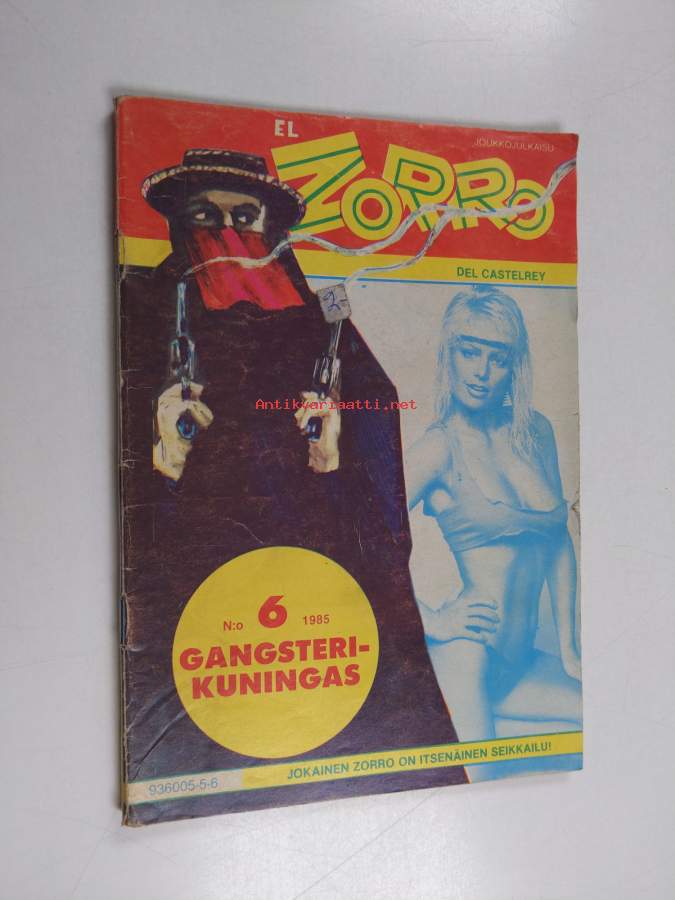 EL
ZORRO
JOUKKOJULKAISU
DEL CASTELREY
2-
Antikvariaatti.net
N:o 6 1985
GANGSTERI-
KUNINGAS
JOKAINEN ZORRO ON ITSENÄINEN SEIKKAILU!
936005-5-6